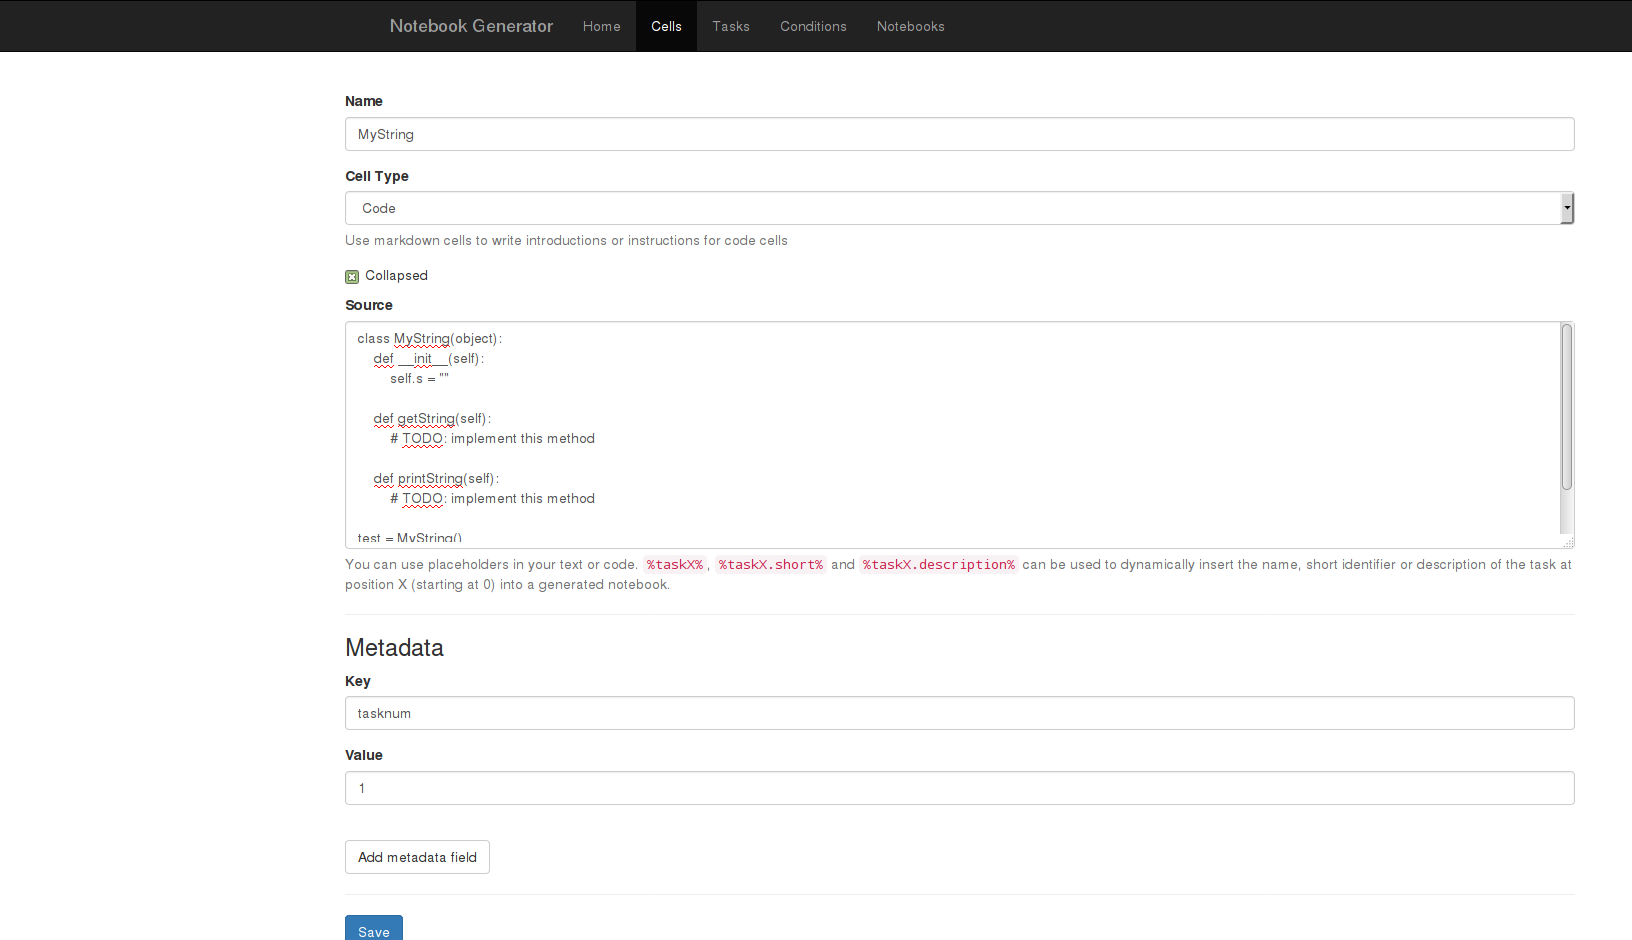 Notebook Generator Home Cells Tasks Conditions Notebooks
Name
MyString
Cell Type
Code
Use markdown cells to write introductions or instructions for code cells
Collapsed
Source
class MyString(object):
    def __init__(self):
        self.s = ""
    def getString(self):
        # TODO: implement this method
    def printString(self):
        # TODO: implement this method
test = MyString()
You can use placeholders in your text or code. %taskX%, %taskX.short% and %taskX.description% can be used to dynamically insert the name, short identifier or description of the task at
position X (starting at 0) into a generated notebook.
Metadata
Key
tasknum
Value
1
Add metadata field
Save